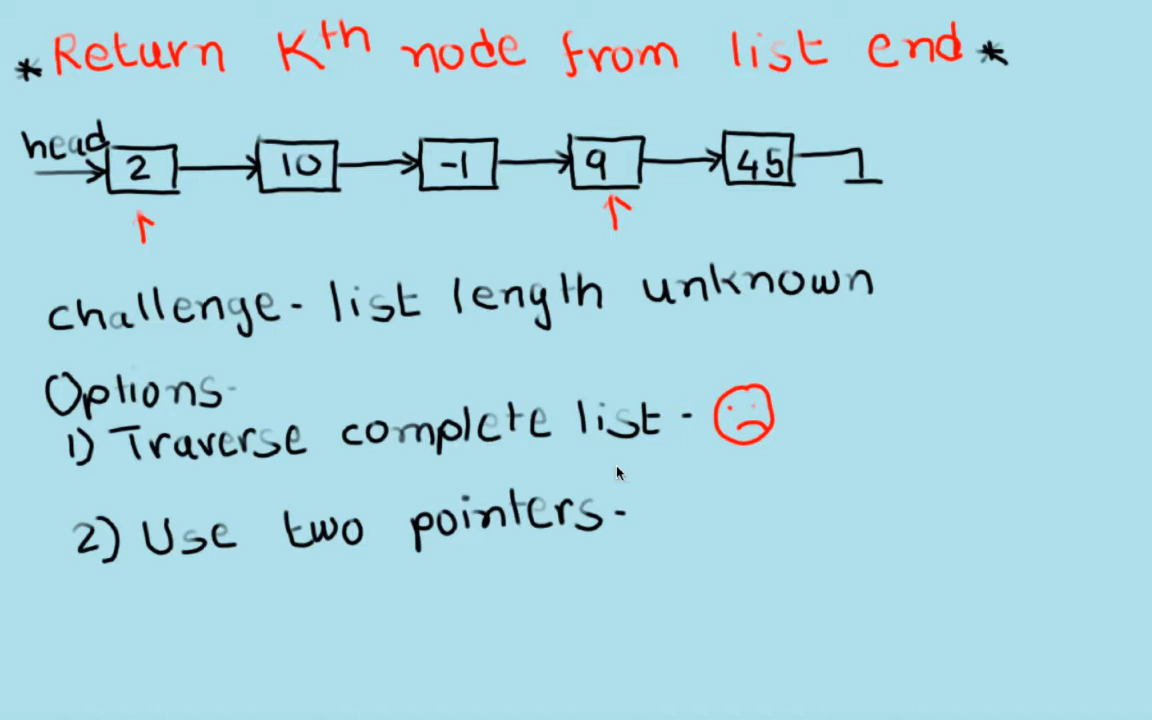 *Return Kth node from list end*
head
2 10 -1 9 45
challenge - list length unknown
Options-
1) Traverse complete list -
2) Use two pointers -